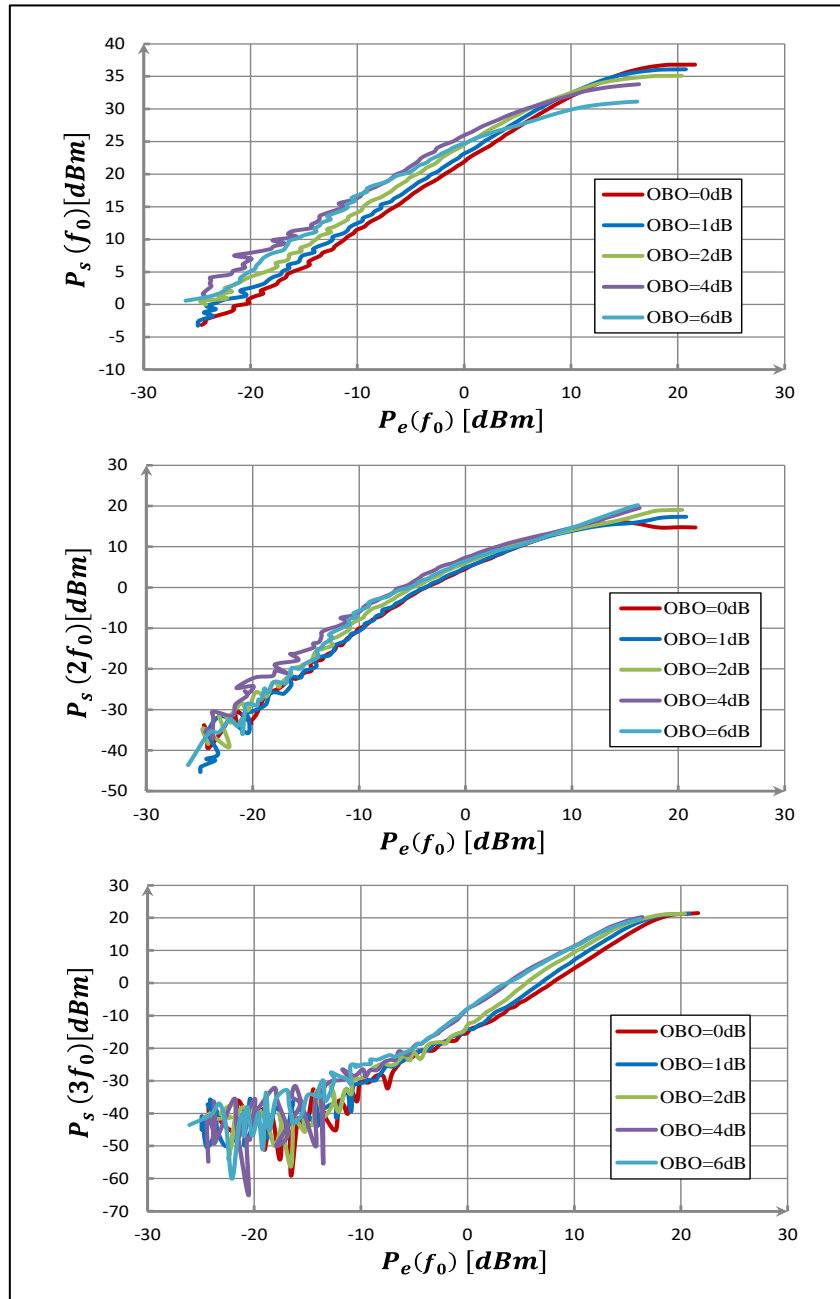 40
35
30
25
20
15
10
5
0
-5
-10
P_s (f_0)[dBm]
OBO=0dB
OBO=1dB
OBO=2dB
OBO=4dB
OBO=6dB
-30 -20 -10 0 10 20 30
P_e(f_0) [dBm]
30
20
10
0
-10
-20
-30
-40
-50
P_s (2f_0)[dBm]
OBO=0dB
OBO=1dB
OBO=2dB
OBO=4dB
OBO=6dB
-30 -20 -10 0 10 20 30
P_e(f_0) [dBm]
30
20
10
0
-10
-20
-30
-40
-50
-60
-70
P_s (3f_0)[dBm]
OBO=0dB
OBO=1dB
OBO=2dB
OBO=4dB
OBO=6dB
-30 -20 -10 0 10 20 30
P_e(f_0) [dBm]